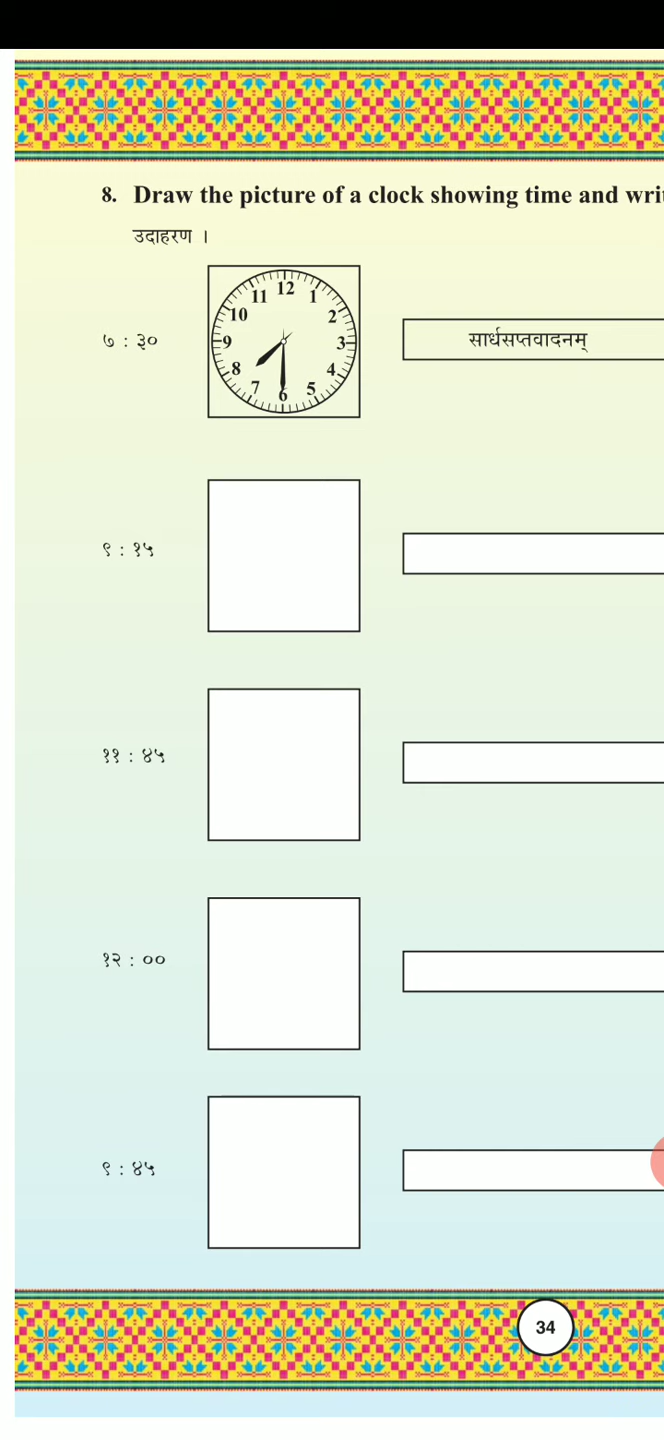 8. Draw the picture of a clock showing time and wri
उदाहरण ।
७ : ३०
12
11 1
10 2
9 3
8 4
7 5
6
सार्धसप्तवादनम्
९ : १५
११ : ४५
१२ : ००
९ : ४५
34